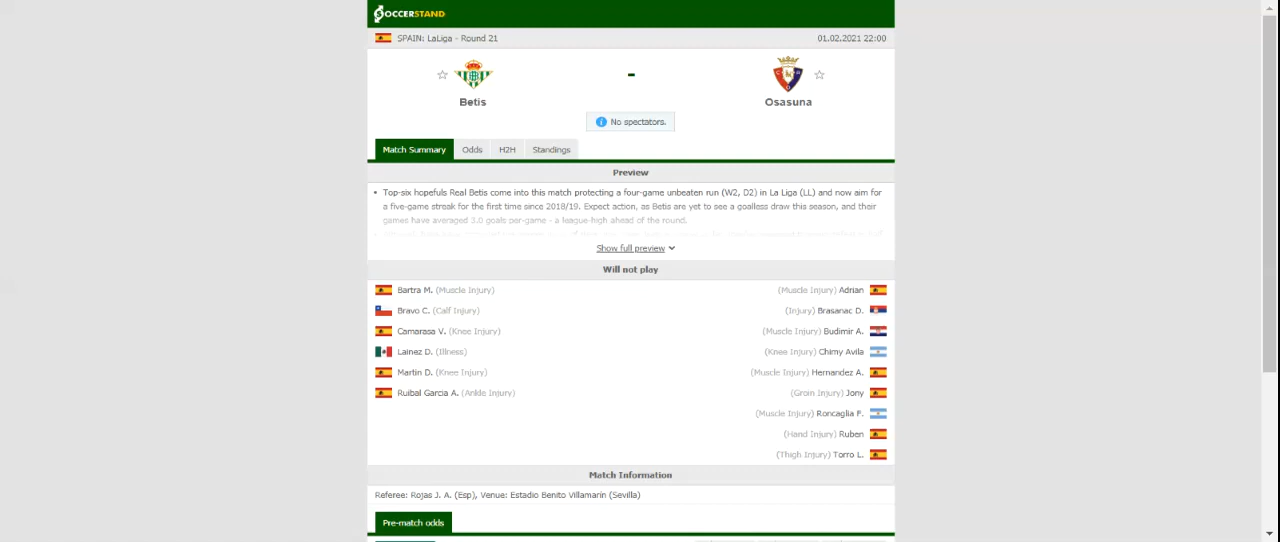 SOCCERSTAND
SPAIN: LaLiga - Round 21 01.02.2021 22:00
-
Betis Osasuna
No spectators.
Match Summary Odds H2H Standings
Preview
• Top-six hopefuls Real Betis come into this match protecting a four-game unbeaten run (W2, D2) in La Liga (LL) and now aim for
a five-game streak for the first time since 2018/19. Expect action, as Betis are yet to see a goalless draw this season, and their
games have averaged 3.0 goals per-game - a league-high ahead of the round.
Show full preview
Will not play
Bartra M. (Muscle Injury) (Muscle Injury) Adrian
Bravo C. (Calf Injury) (Injury) Brasanac D.
Camarasa V. (Knee Injury) (Muscle Injury) Budimir A.
Lainez D. (Illness) (Knee Injury) Chimy Avila
Martin D. (Knee Injury) (Muscle Injury) Hernandez A.
Ruibal Garcia A. (Ankle Injury) (Groin Injury) Jony
(Muscle Injury) Roncaglia F.
(Hand Injury) Ruben
(Thigh Injury) Torro L.
Match Information
Referee: Rojas J. A. (Esp), Venue: Estadio Benito Villamarín (Sevilla)
Pre-match odds